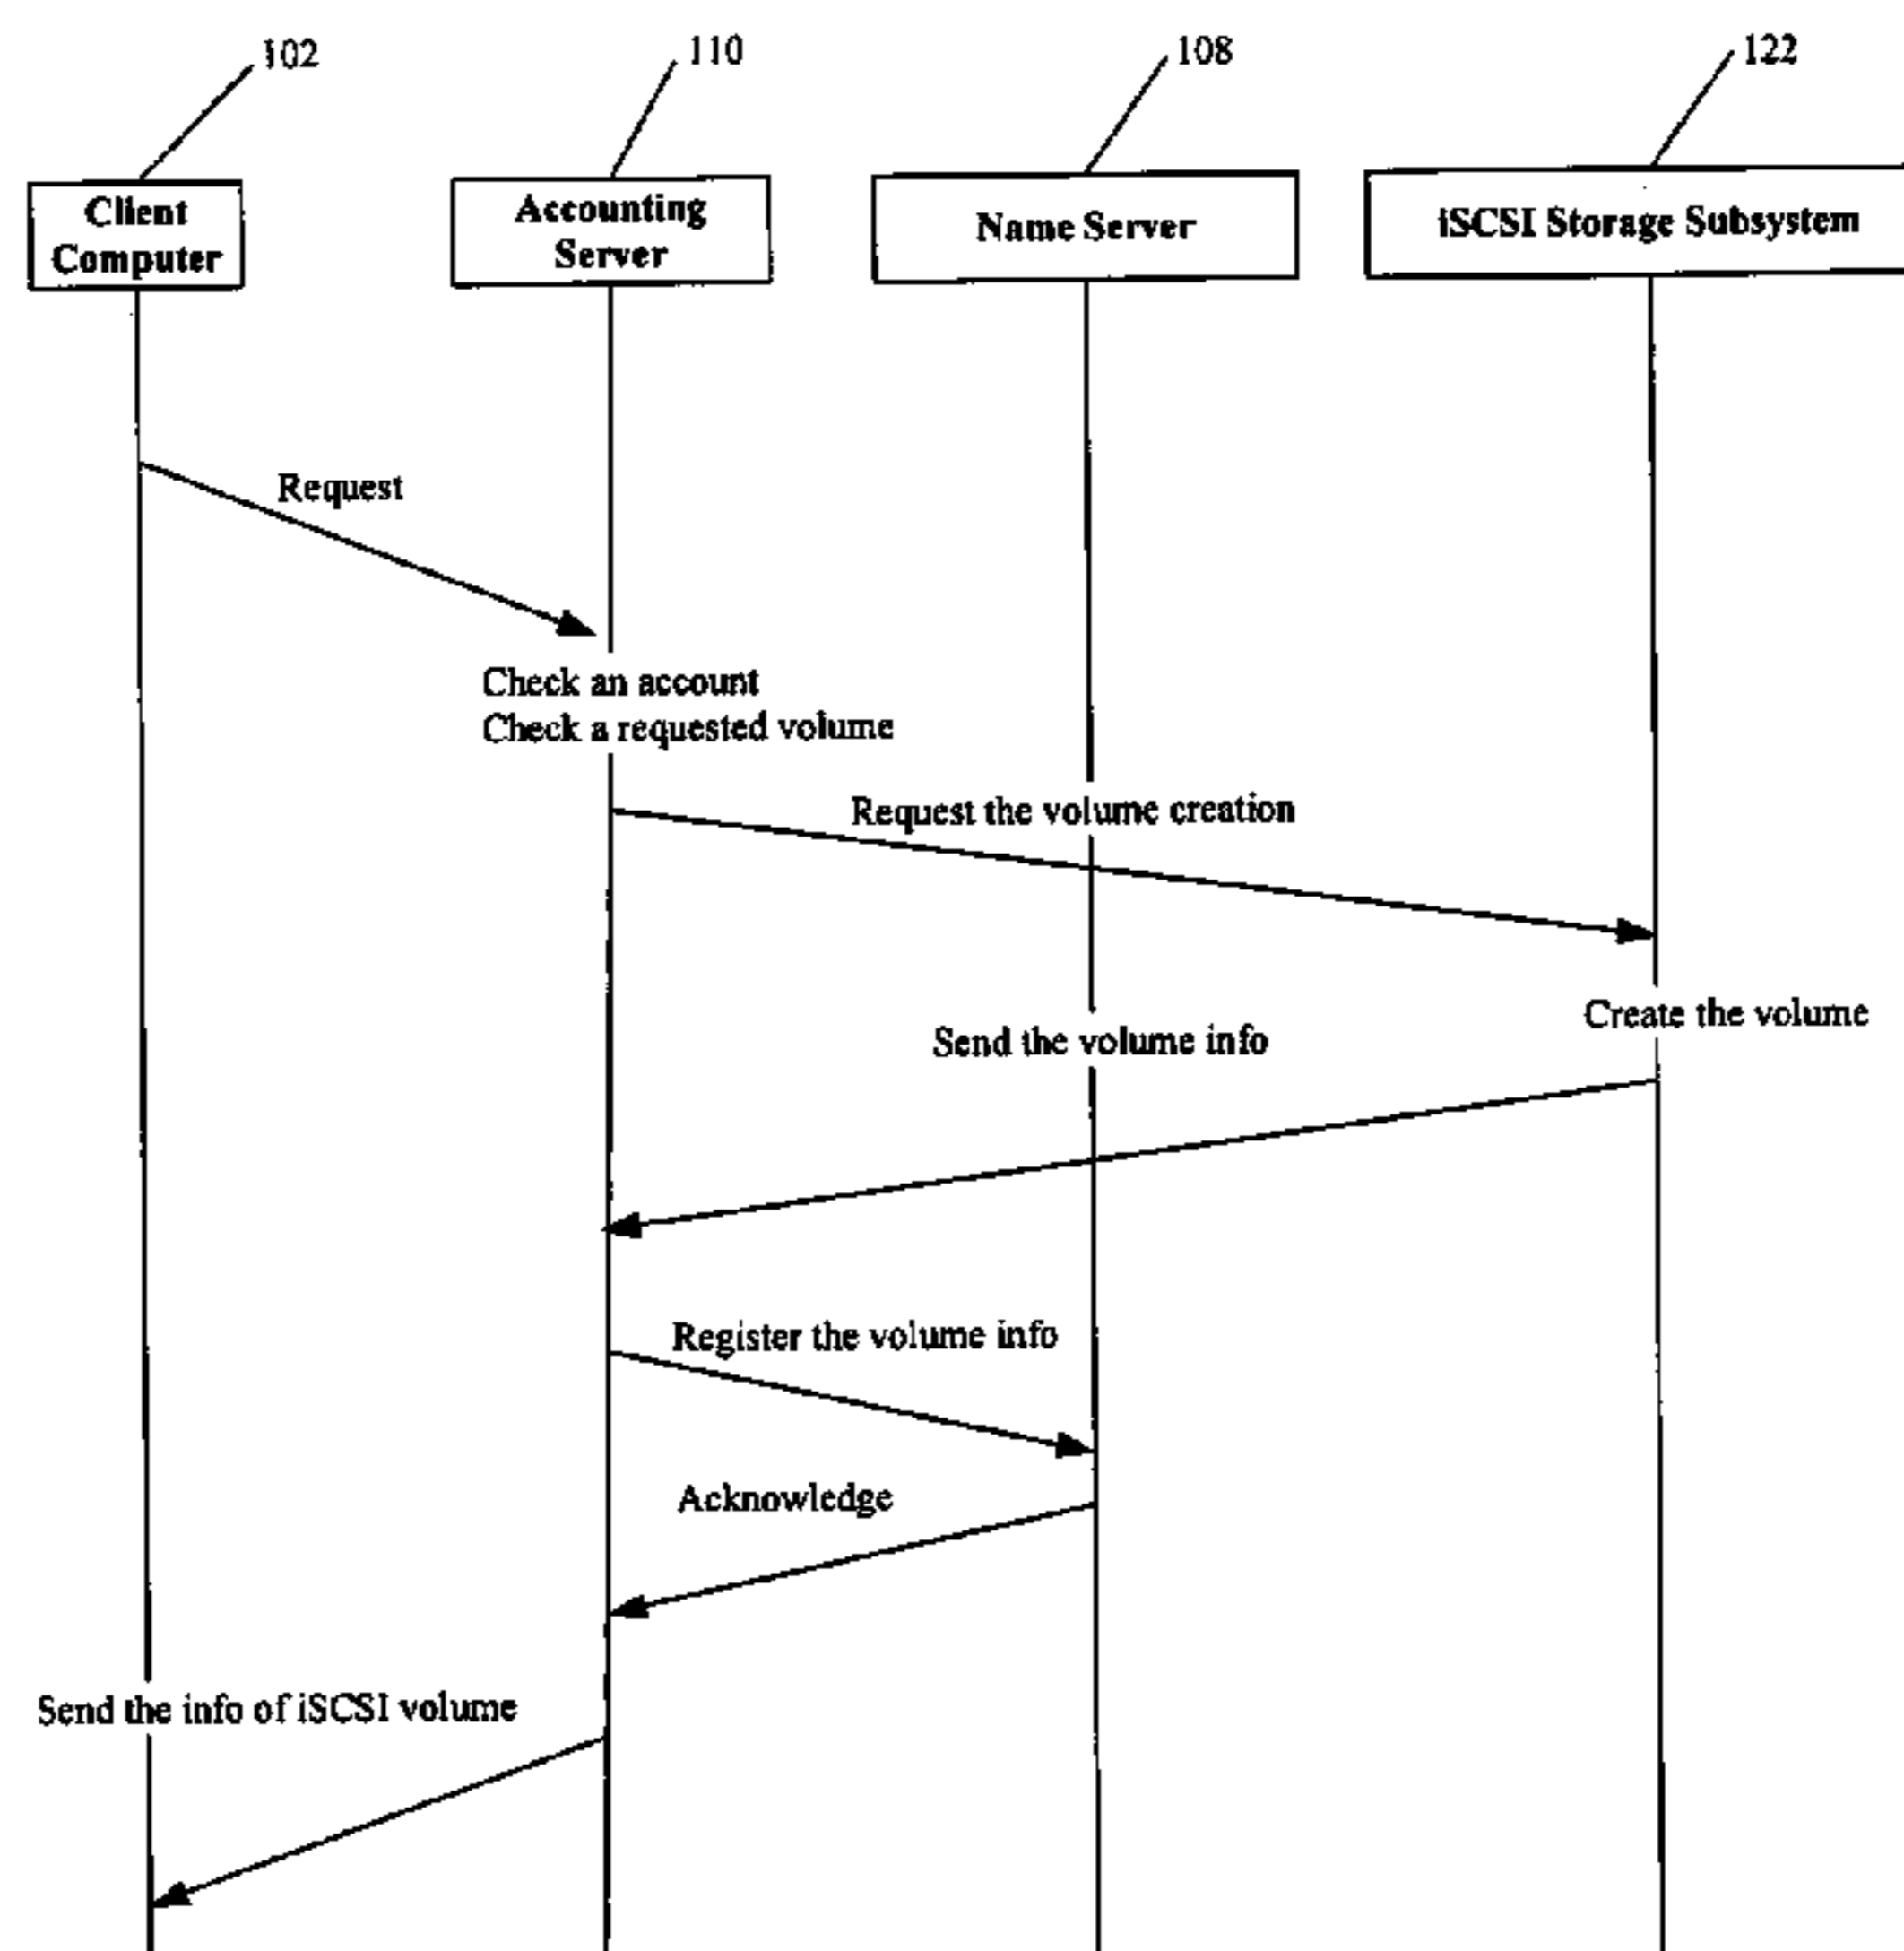 102
110
108
122
Client
Computer
Accounting
Server
Name Server
iSCSI Storage Subsystem
Request
Check an account
Check a requested volume
Request the volume creation
Create the volume
Send the volume info
Register the volume info
Acknowledge
Send the info of iSCSI volume